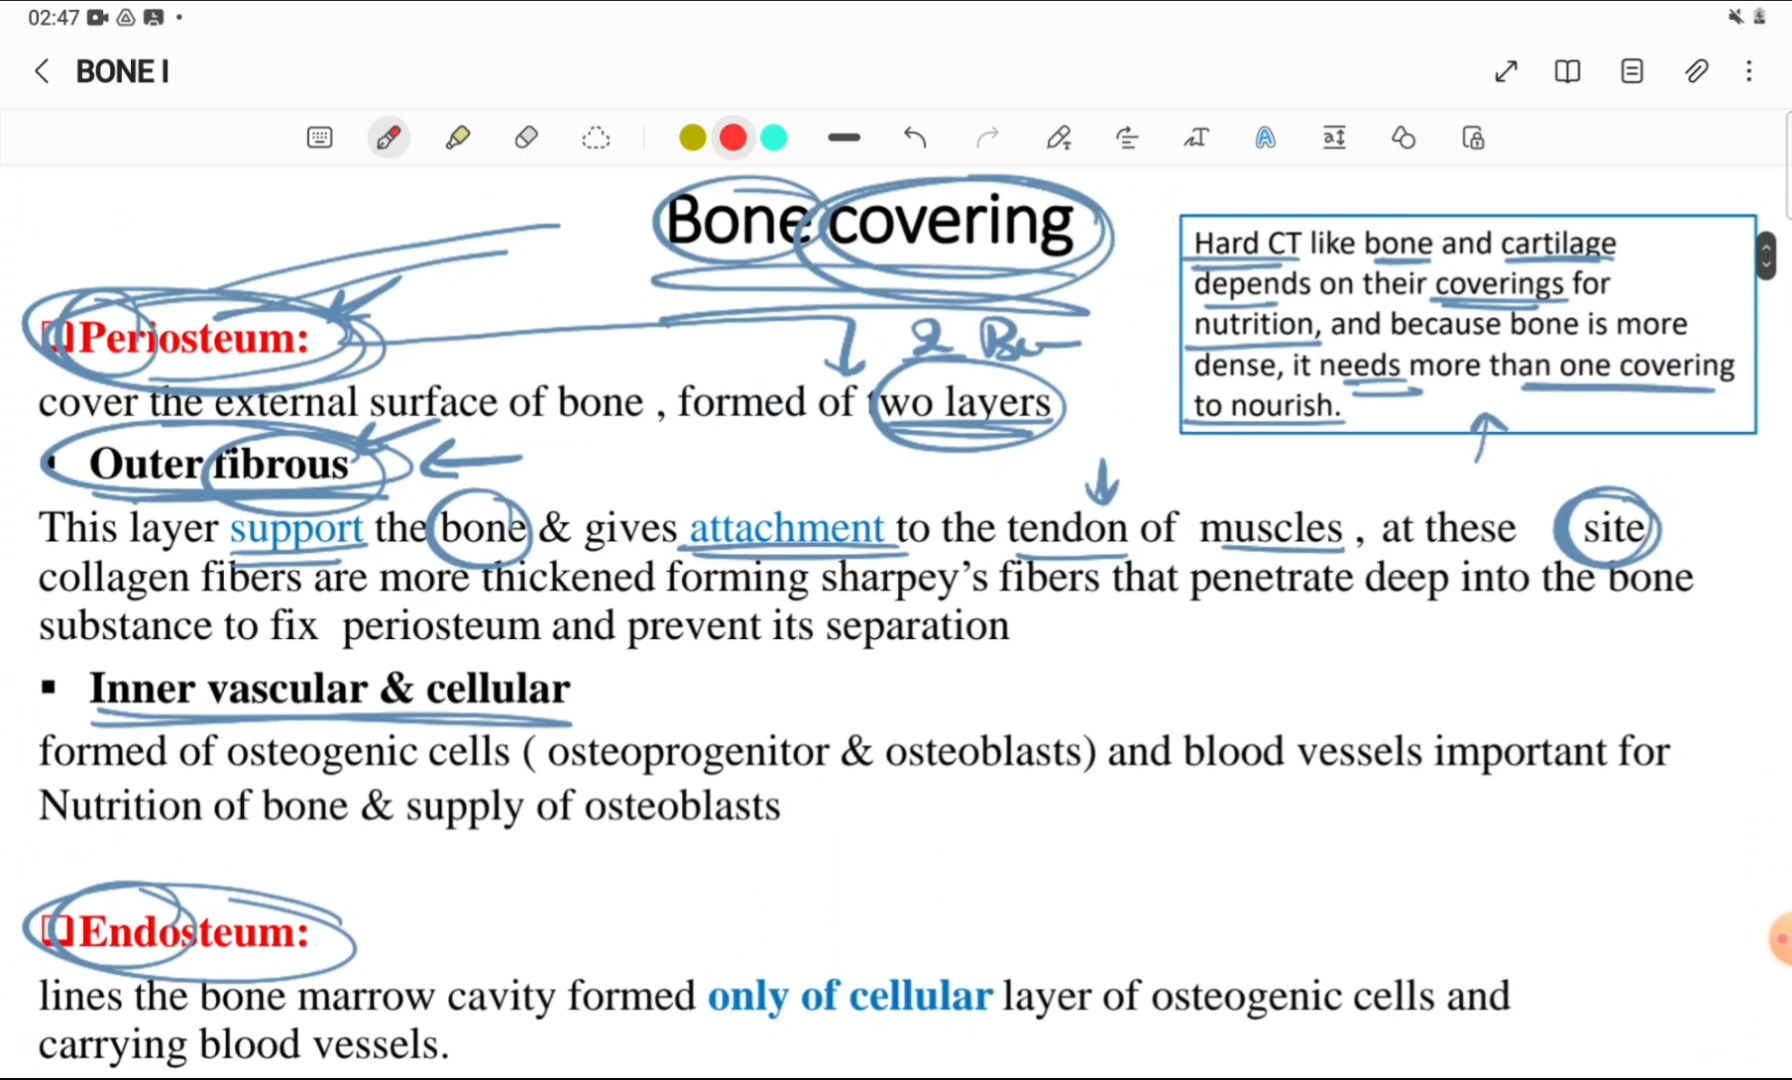 02:47
BONE I
Bone covering
Hard CT like bone and cartilage
depends on their coverings for
nutrition, and because bone is more
dense, it needs more than one covering
to nourish.
Periosteum:
2
cover the external surface of bone , formed of two layers
Outer fibrous
This layer support the bone & gives attachment to the tendon of muscles , at these site
collagen fibers are more thickened forming sharpey’s fibers that penetrate deep into the bone
substance to fix periosteum and prevent its separation
▪ Inner vascular & cellular
formed of osteogenic cells ( osteoprogenitor & osteoblasts) and blood vessels important for
Nutrition of bone & supply of osteoblasts
Endosteum:
lines the bone marrow cavity formed only of cellular layer of osteogenic cells and
carrying blood vessels.